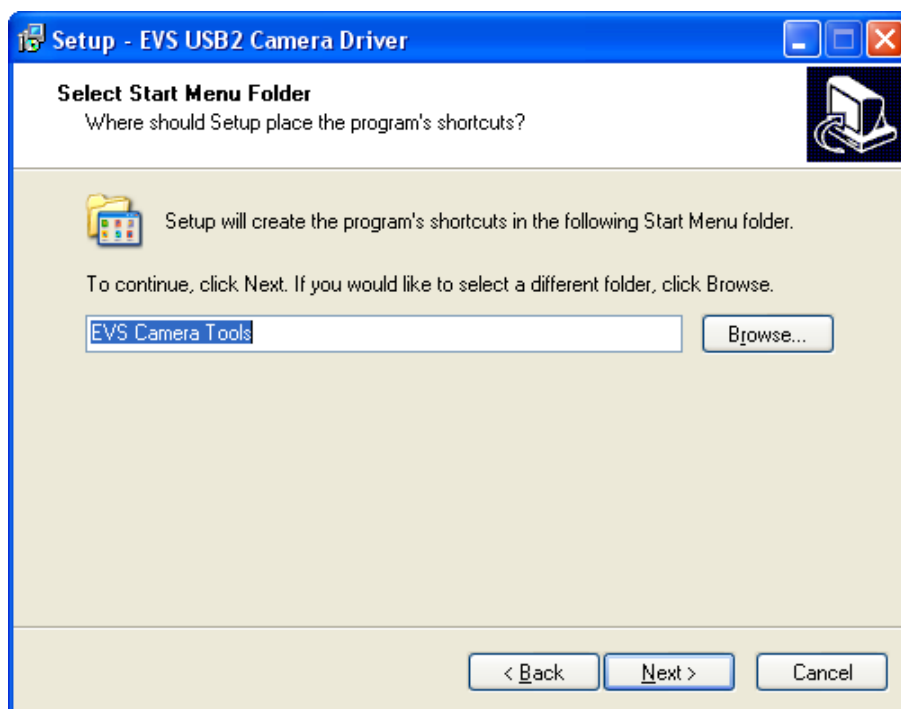 Setup - EVS USB2 Camera Driver
Select Start Menu Folder
Where should Setup place the program's shortcuts?
Setup will create the program's shortcuts in the following Start Menu folder.
To continue, click Next. If you would like to select a different folder, click Browse.
EVS Camera Tools
Browse...
< Back
Next >
Cancel